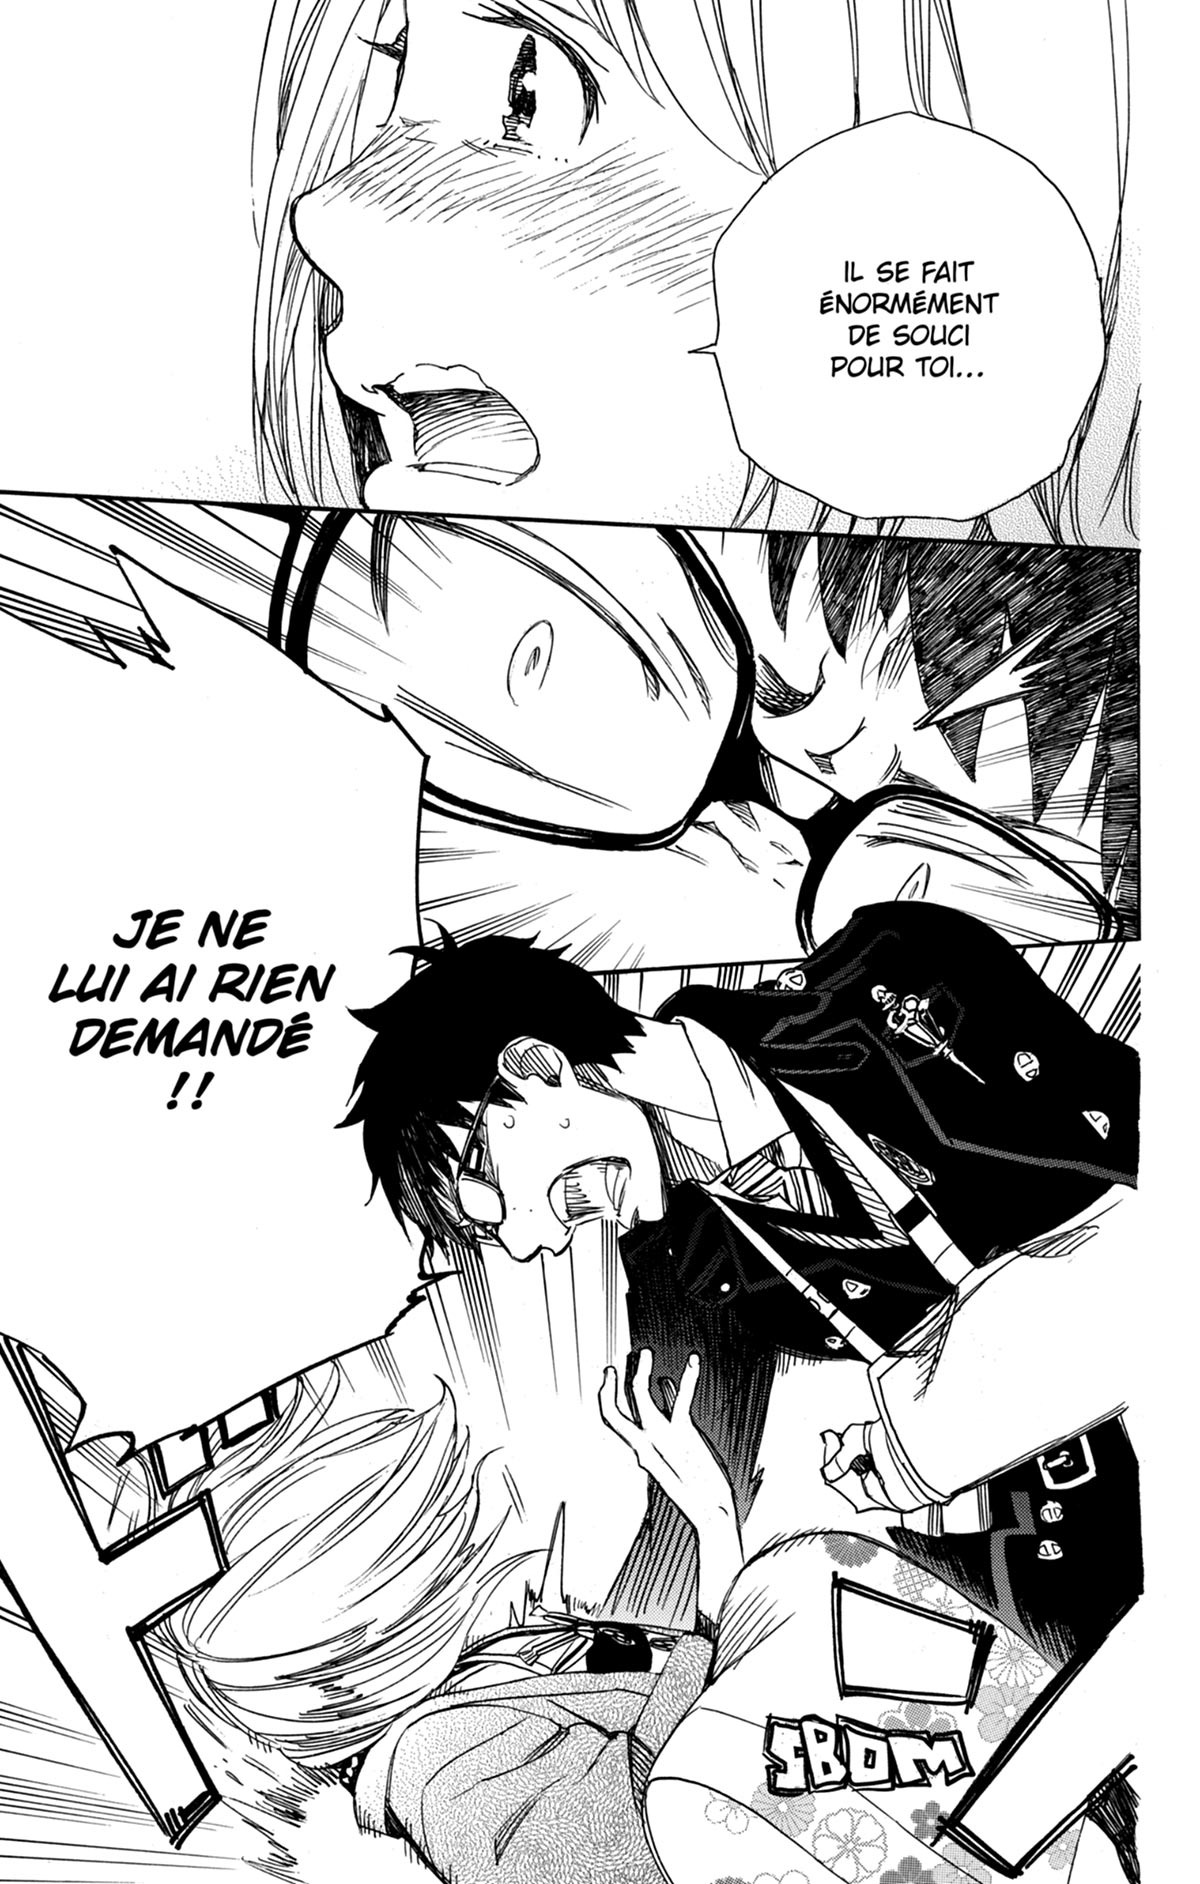 IL SE FAIT
ÉNORMÉMENT
DE SOUCI
POUR TOI...
JE NE
LUI AI RIEN
DEMANDÉ
!!
SBOM